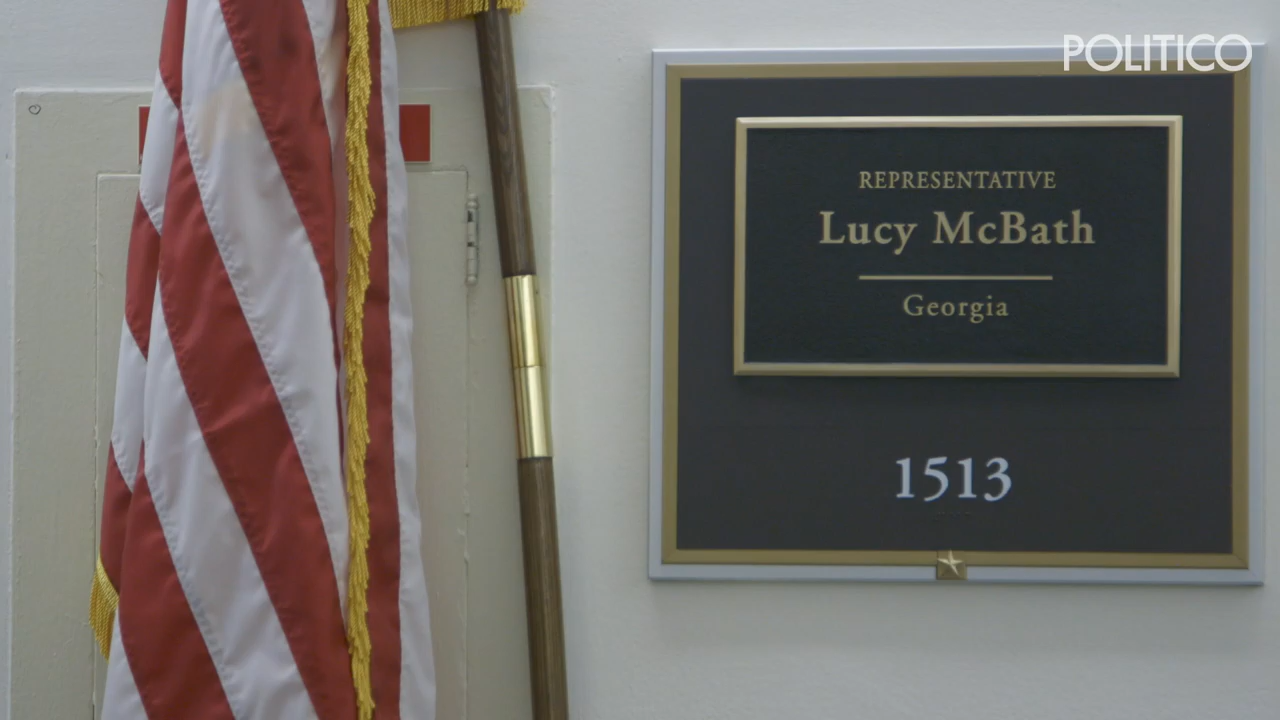 POLITICO
REPRESENTATIVE
Lucy McBath
Georgia
1513